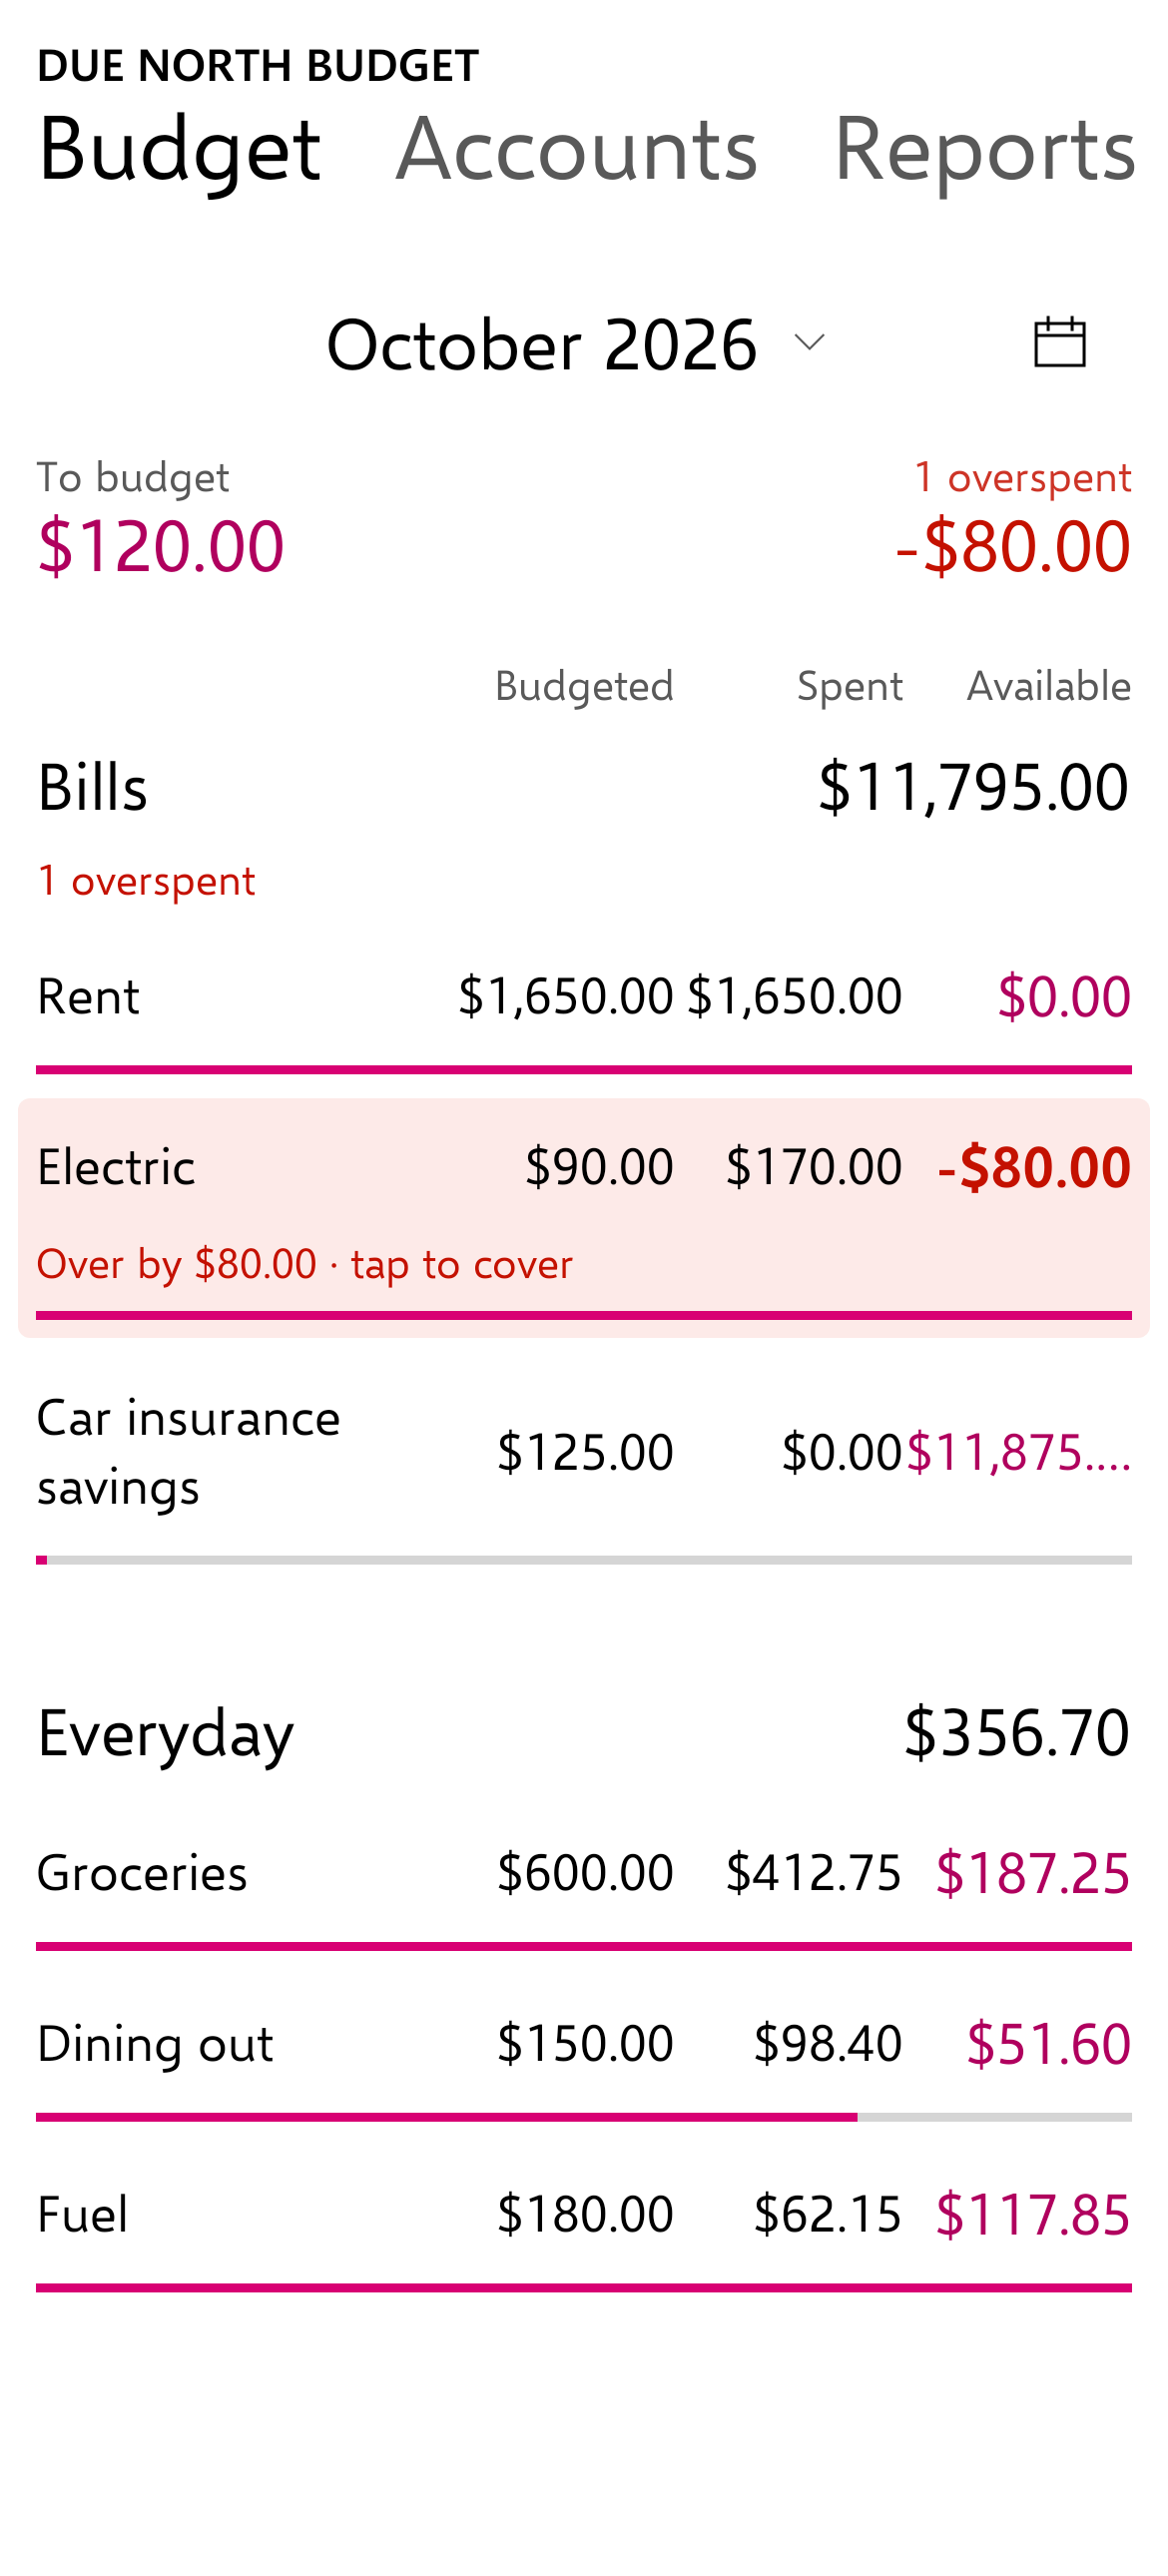 DUE NORTH BUDGET
Budget Accounts Reports
October 2026
To budget 1 overspent
$120.00 -$80.00
Budgeted Spent Available
Bills $11,795.00
1 overspent
Rent $1,650.00 $1,650.00 $0.00
Electric $90.00 $170.00 -$80.00
Over by $80.00 · tap to cover
Car insurance
savings $125.00 $0.00 $11,875....
Everyday $356.70
Groceries $600.00 $412.75 $187.25
Dining out $150.00 $98.40 $51.60
Fuel $180.00 $62.15 $117.85